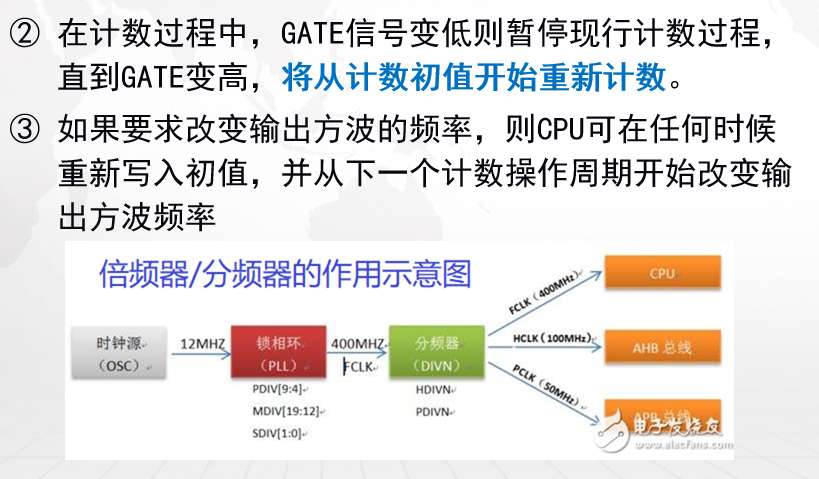 ② 在计数过程中，GATE信号变低则暂停现行计数过程，
直到GATE变高，将从计数初值开始重新计数。
③ 如果要求改变输出方波的频率，则CPU可在任何时候
重新写入初值，并从下一个计数操作周期开始改变输
出方波频率
倍频器/分频器的作用示意图
时钟源
（OSC）
12MHZ
锁相环
（PLL）
PDIV[9:4]
MDIV[19:12]
SDIV[1:0]
400MHZ
FCLK
分频器
（DIVN）
HDIVN
PDIVN
FCLK（400MHz）
CPU
HCLK（100MHz）
AHB 总线
PCLK（50MHz）
APB 总线
电子发烧友
www.elecfans.com